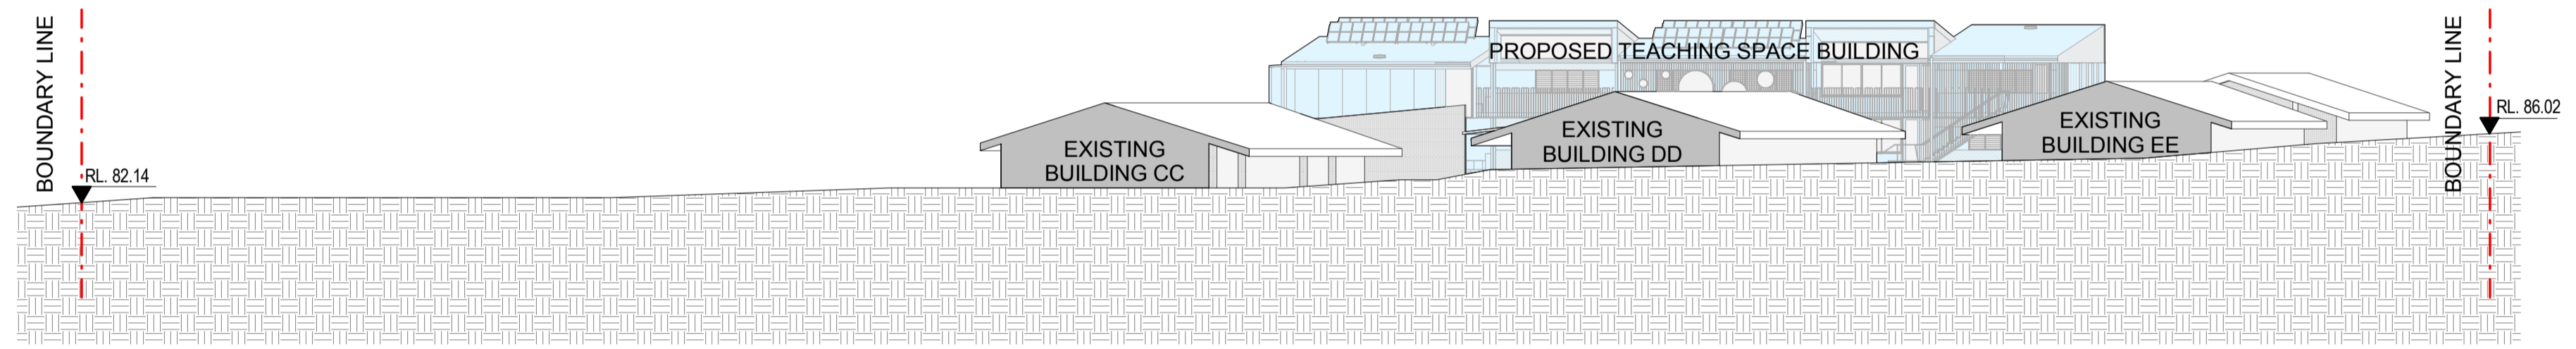 BOUNDARY LINE
RL. 82.14
PROPOSED TEACHING SPACE BUILDING
EXISTING
BUILDING CC
EXISTING
BUILDING DD
EXISTING
BUILDING EE
BOUNDARY LINE
RL. 86.02